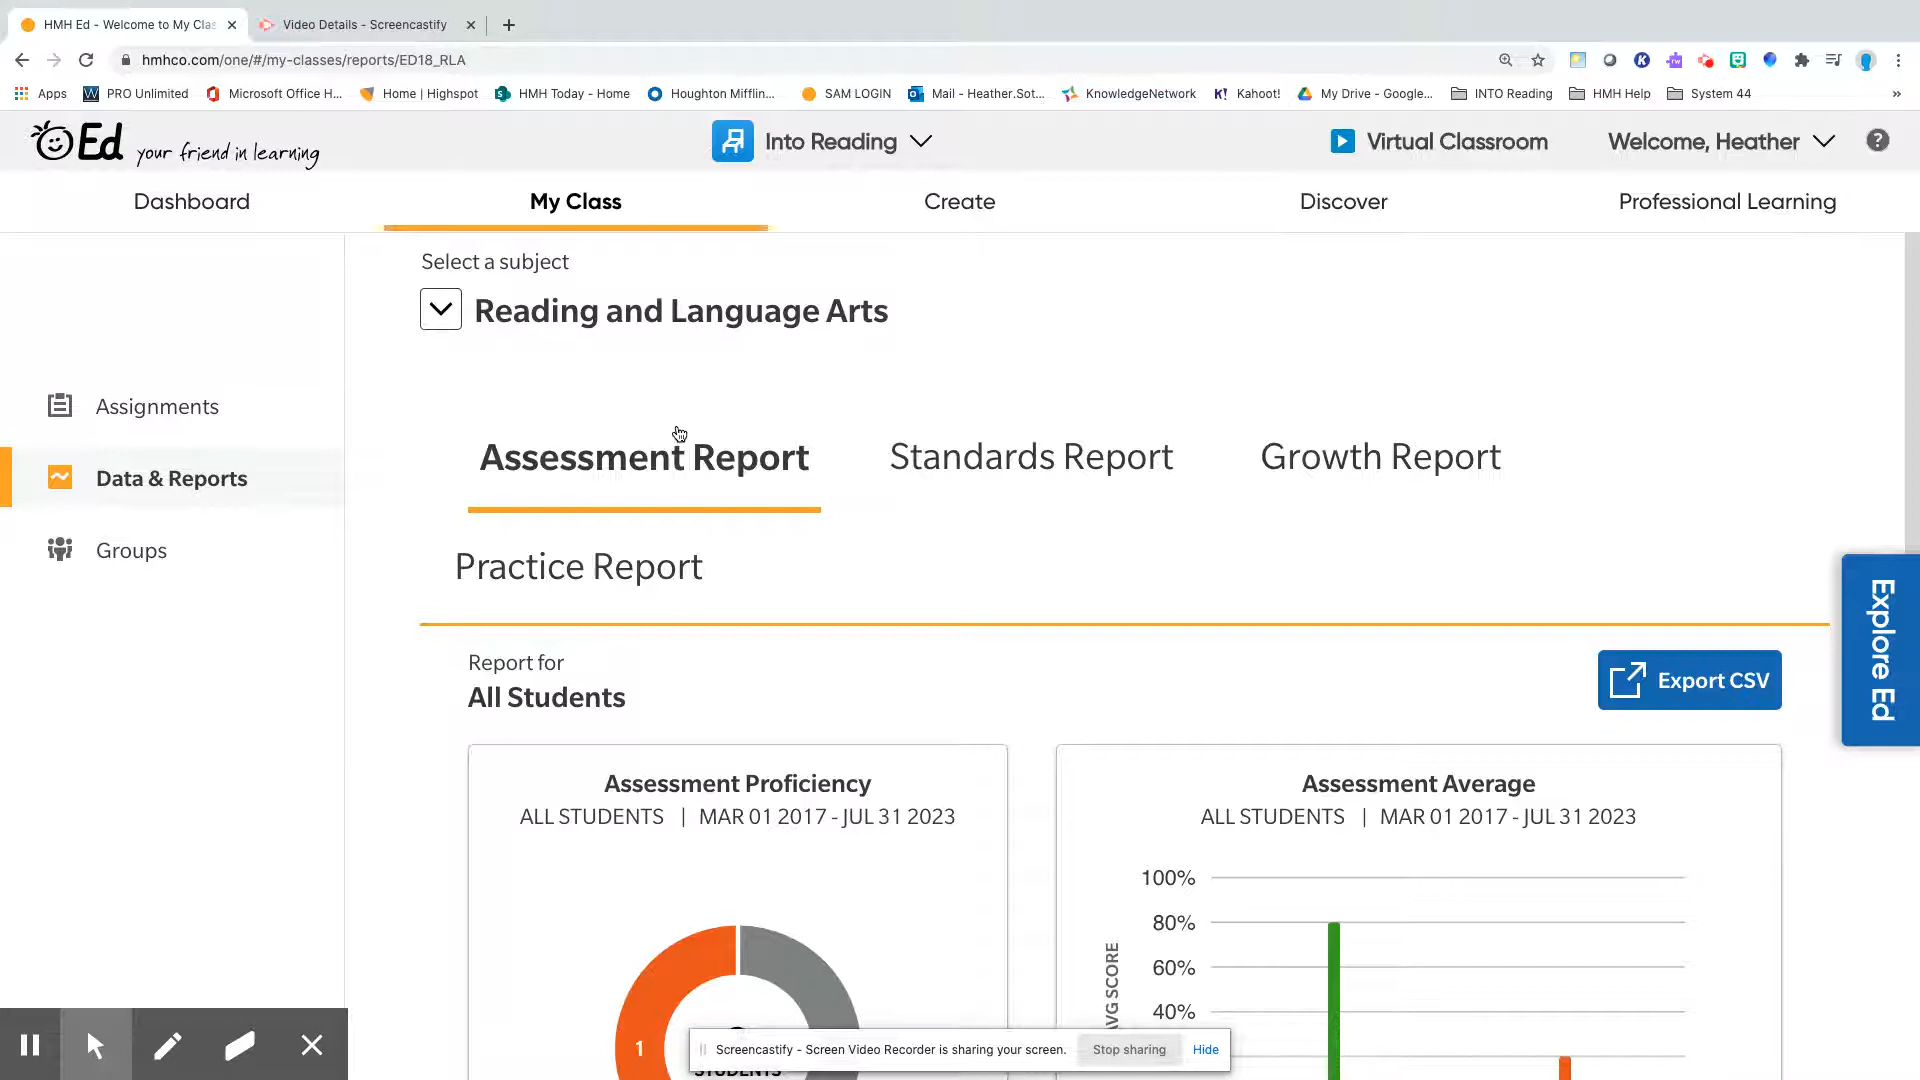 HMH Ed - Welcome to My Clas
Video Details - Screencastify
hmhco.com/one/#/my-classes/reports/ED18_RLA
Apps
PRO Unlimited
Microsoft Office H...
Home | Highspot
HMH Today - Home
Houghton Mifflin...
SAM LOGIN
Mail - Heather.Sot...
KnowledgeNetwork
K! Kahoot!
My Drive - Google...
INTO Reading
HMH Help
System 44
»
Ed your friend in learning
Into Reading
Virtual Classroom
Welcome, Heather
?
Dashboard
My Class
Create
Discover
Professional Learning
Select a subject
Reading and Language Arts
Assignments
Data & Reports
Groups
Assessment Report
Standards Report
Growth Report
Practice Report
Report for
All Students
Export CSV
Explore Ed
Assessment Proficiency
ALL STUDENTS | MAR 01 2017 - JUL 31 2023
1
STUDENTS
Assessment Average
ALL STUDENTS | MAR 01 2017 - JUL 31 2023
100%
80%
60%
40%
AVG SCORE
Screencastify - Screen Video Recorder is sharing your screen.
Stop sharing
Hide